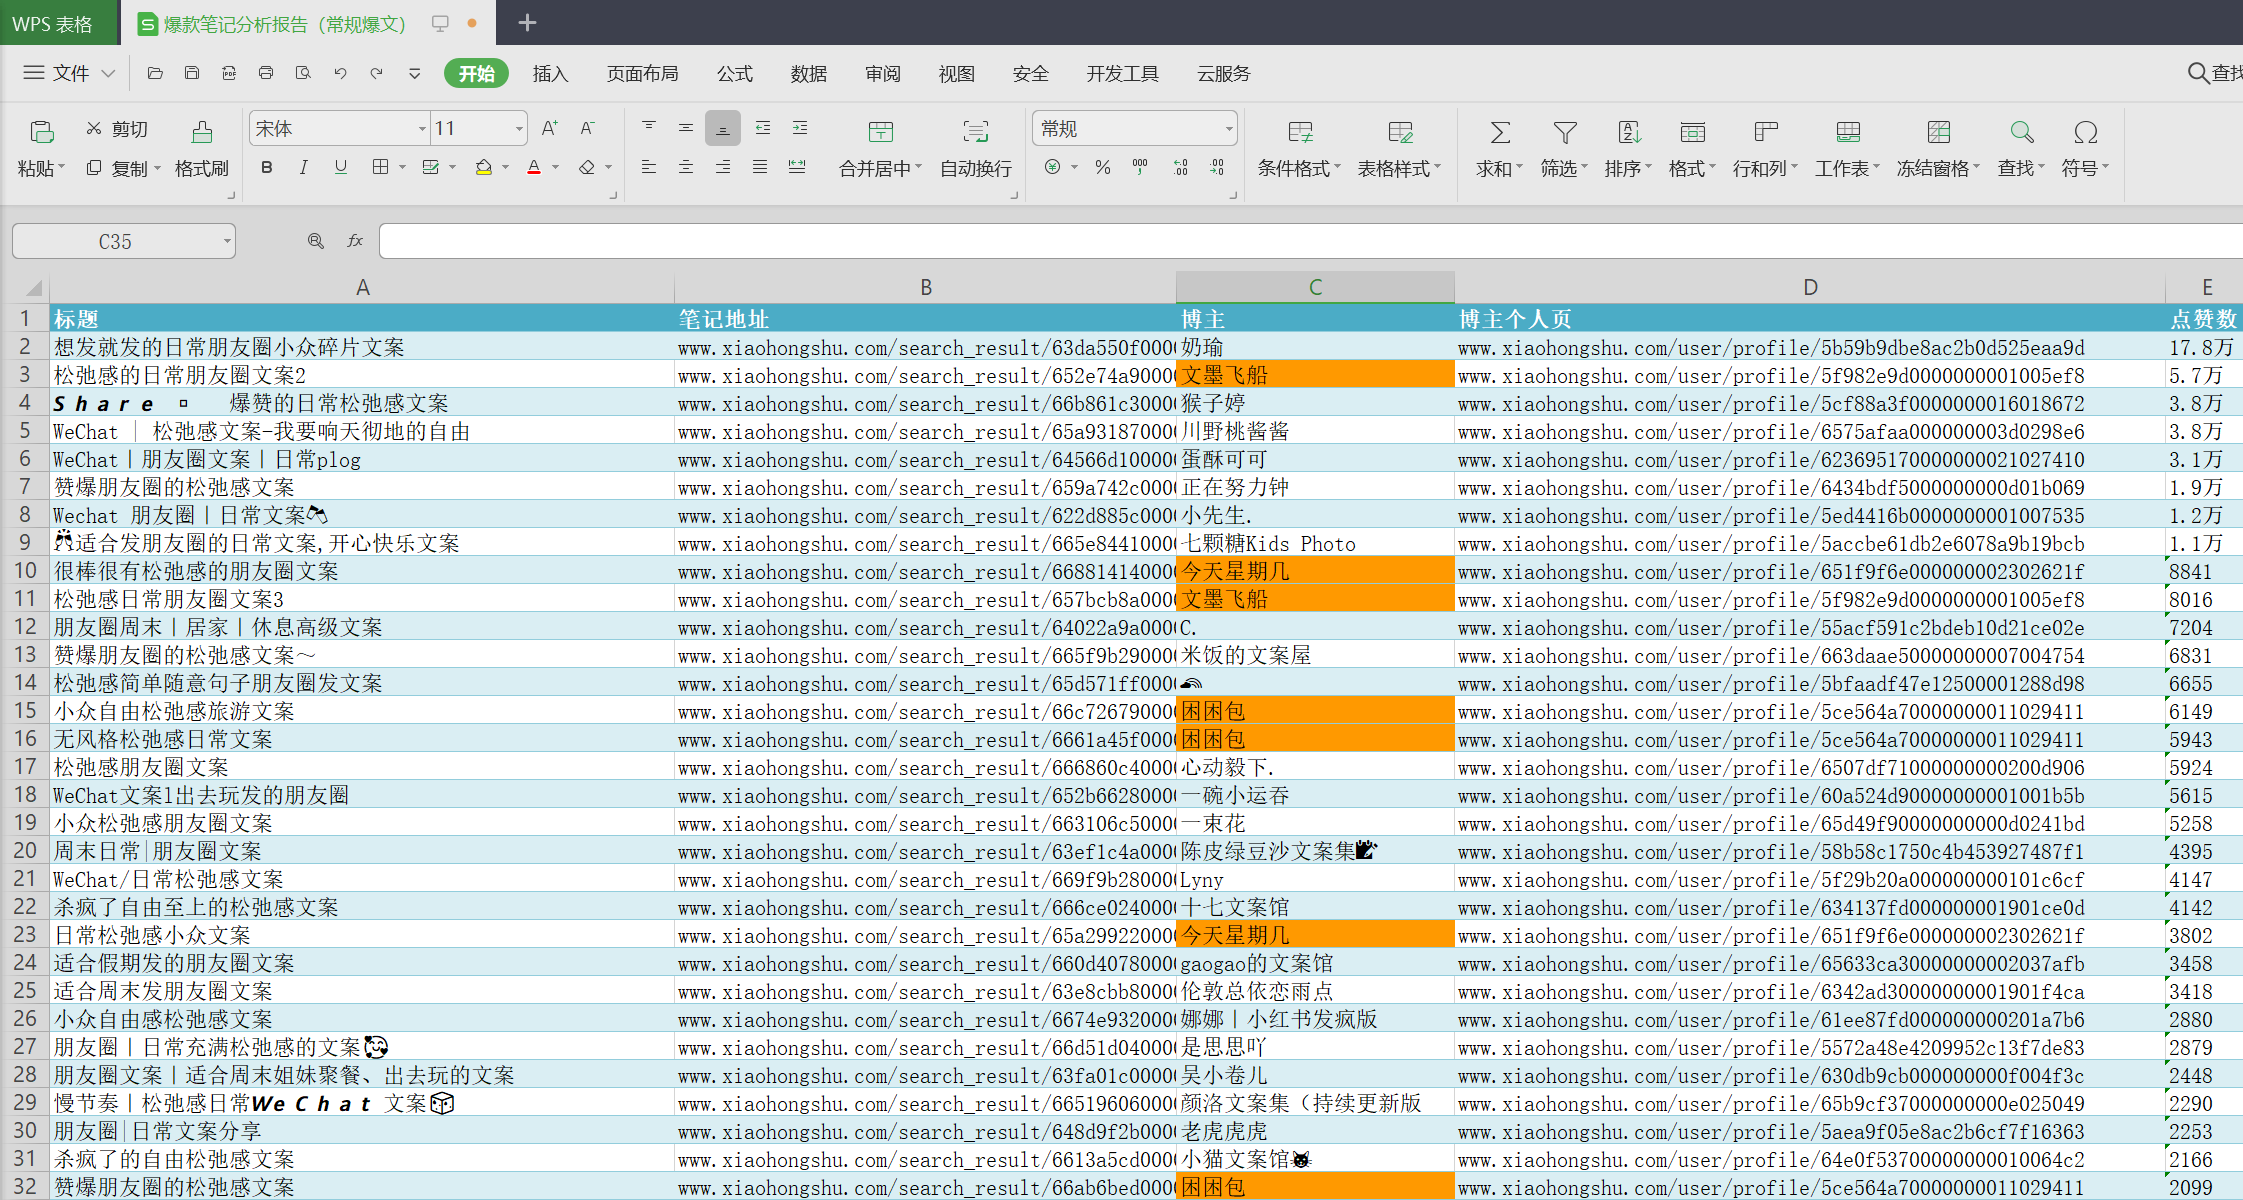 WPS 表格 爆款笔记分析报告（常规爆文）
文件 开始 插入 页面布局 公式 数据 审阅 视图 安全 开发工具 云服务 查找
粘贴 剪切 复制 格式刷 宋体 11 合并居中 自动换行 常规 条件格式 表格样式 求和 筛选 排序 格式 行和列 工作表 冻结窗格 查找 符号
C35 fx
A B C D E
1 标题 笔记地址 博主 博主个人页 点赞数
2 想发就发的日常朋友圈小众碎片文案 www.xiaohongshu.com/search_result/63da550f000 奶瑜 www.xiaohongshu.com/user/profile/5b59b9dbe8ac2b0d525eaa9d 17.8万
3 松弛感的日常朋友圈文案2 www.xiaohongshu.com/search_result/652e74a90000 文墨飞船 www.xiaohongshu.com/user/profile/5f982e9d0000000001005ef8 5.7万
4 Share 爆赞的日常松弛感文案 www.xiaohongshu.com/search_result/66b861c30000 猴子婷 www.xiaohongshu.com/user/profile/5cf88a3f0000000016018672 3.8万
5 WeChat | 松弛感文案-我要响天彻地的自由 www.xiaohongshu.com/search_result/65a931870000 川野桃酱酱 www.xiaohongshu.com/user/profile/6575afaa000000003d0298e6 3.8万
6 WeChat丨朋友圈文案丨日常plog www.xiaohongshu.com/search_result/64566d100000 蛋酥可可 www.xiaohongshu.com/user/profile/623695170000000021027410 3.1万
7 赞爆朋友圈的松弛感文案 www.xiaohongshu.com/search_result/659a742c0000 正在努力钟 www.xiaohongshu.com/user/profile/6434bdf5000000000d01b069 1.9万
8 Wechat 朋友圈丨日常文案 www.xiaohongshu.com/search_result/622d885c0000 小先生. www.xiaohongshu.com/user/profile/5ed4416b0000000001007535 1.2万
9 🥂适合发朋友圈的日常文案,开心快乐文案 www.xiaohongshu.com/search_result/665e84410000 七颗糖Kids Photo www.xiaohongshu.com/user/profile/5accbe61db2e6078a9b19bcb 1.1万
10 很棒很有松弛感的朋友圈文案 www.xiaohongshu.com/search_result/668814140000 今天星期几 www.xiaohongshu.com/user/profile/651f9f6e000000002302621f 8841
11 松弛感日常朋友圈文案3 www.xiaohongshu.com/search_result/657bcb8a0000 文墨飞船 www.xiaohongshu.com/user/profile/5f982e9d0000000001005ef8 8016
12 朋友圈周末丨居家丨休息高级文案 www.xiaohongshu.com/search_result/64022a9a0000 C. www.xiaohongshu.com/user/profile/55acf591c2bdeb10d21ce02e 7204
13 赞爆朋友圈的松弛感文案～ www.xiaohongshu.com/search_result/665f9b290000 米饭的文案屋 www.xiaohongshu.com/user/profile/663daae50000000007004754 6831
14 松弛感简单随意句子朋友圈发文案 www.xiaohongshu.com/search_result/65d571ff0000 www.xiaohongshu.com/user/profile/5bfaadf47e12500001288d98 6655
15 小众自由松弛感旅游文案 www.xiaohongshu.com/search_result/66c726790000 困困包 www.xiaohongshu.com/user/profile/5ce564a70000000011029411 6149
16 无风格松弛感日常文案 www.xiaohongshu.com/search_result/6661a45f0000 困困包 www.xiaohongshu.com/user/profile/5ce564a70000000011029411 5943
17 松弛感朋友圈文案 www.xiaohongshu.com/search_result/666860c40000 心动毅下. www.xiaohongshu.com/user/profile/6507df71000000000200d906 5924
18 WeChat文案l出去玩发的朋友圈 www.xiaohongshu.com/search_result/652b66280000 一碗小运吞 www.xiaohongshu.com/user/profile/60a524d90000000001001b5b 5615
19 小众松弛感朋友圈文案 www.xiaohongshu.com/search_result/663106c50000 一束花 www.xiaohongshu.com/user/profile/65d49f90000000000d0241bd 5258
20 周末日常|朋友圈文案 www.xiaohongshu.com/search_result/63ef1c4a0000 陈皮绿豆沙文案集 www.xiaohongshu.com/user/profile/58b58c1750c4b453927487f1 4395
21 WeChat/日常松弛感文案 www.xiaohongshu.com/search_result/669f9b280000 Lyny www.xiaohongshu.com/user/profile/5f29b20a000000000101c6cf 4147
22 杀疯了自由至上的松弛感文案 www.xiaohongshu.com/search_result/666ce0240000 十七文案馆 www.xiaohongshu.com/user/profile/634137fd000000001901ce0d 4142
23 日常松弛感小众文案 www.xiaohongshu.com/search_result/65a299220000 今天星期几 www.xiaohongshu.com/user/profile/651f9f6e000000002302621f 3802
24 适合假期发的朋友圈文案 www.xiaohongshu.com/search_result/660d40780000 gaogao的文案馆 www.xiaohongshu.com/user/profile/65633ca30000000002037afb 3458
25 适合周末发朋友圈文案 www.xiaohongshu.com/search_result/63e8cbb80000 伦敦总依恋雨点 www.xiaohongshu.com/user/profile/6342ad30000000001901f4ca 3418
26 小众自由感松弛感文案 www.xiaohongshu.com/search_result/6674e9320000 娜娜丨小红书发疯版 www.xiaohongshu.com/user/profile/61ee87fd000000000201a7b6 2880
27 朋友圈丨日常充满松弛感的文案🥰 www.xiaohongshu.com/search_result/66d51d040000 是思思吖 www.xiaohongshu.com/user/profile/5572a48e4209952c13f7de83 2879
28 朋友圈文案丨适合周末姐妹聚餐、出去玩的文案 www.xiaohongshu.com/search_result/63fa01c00000 吴小卷儿 www.xiaohongshu.com/user/profile/630db9cb000000000f004f3c 2448
29 慢节奏丨松弛感日常WeChat 文案🎲 www.xiaohongshu.com/search_result/665196060000 颜洛文案集（持续更新版 www.xiaohongshu.com/user/profile/65b9cf37000000000e025049 2290
30 朋友圈|日常文案分享 www.xiaohongshu.com/search_result/648d9f2b0000 老虎虎虎 www.xiaohongshu.com/user/profile/5aea9f05e8ac2b6cf7f16363 2253
31 杀疯了的自由松弛感文案 www.xiaohongshu.com/search_result/6613a5cd0000 小猫文案馆🐱 www.xiaohongshu.com/user/profile/64e0f53700000000010064c2 2166
32 赞爆朋友圈的松弛感文案 www.xiaohongshu.com/search_result/66ab6bed0000 困困包 www.xiaohongshu.com/user/profile/5ce564a70000000011029411 2099